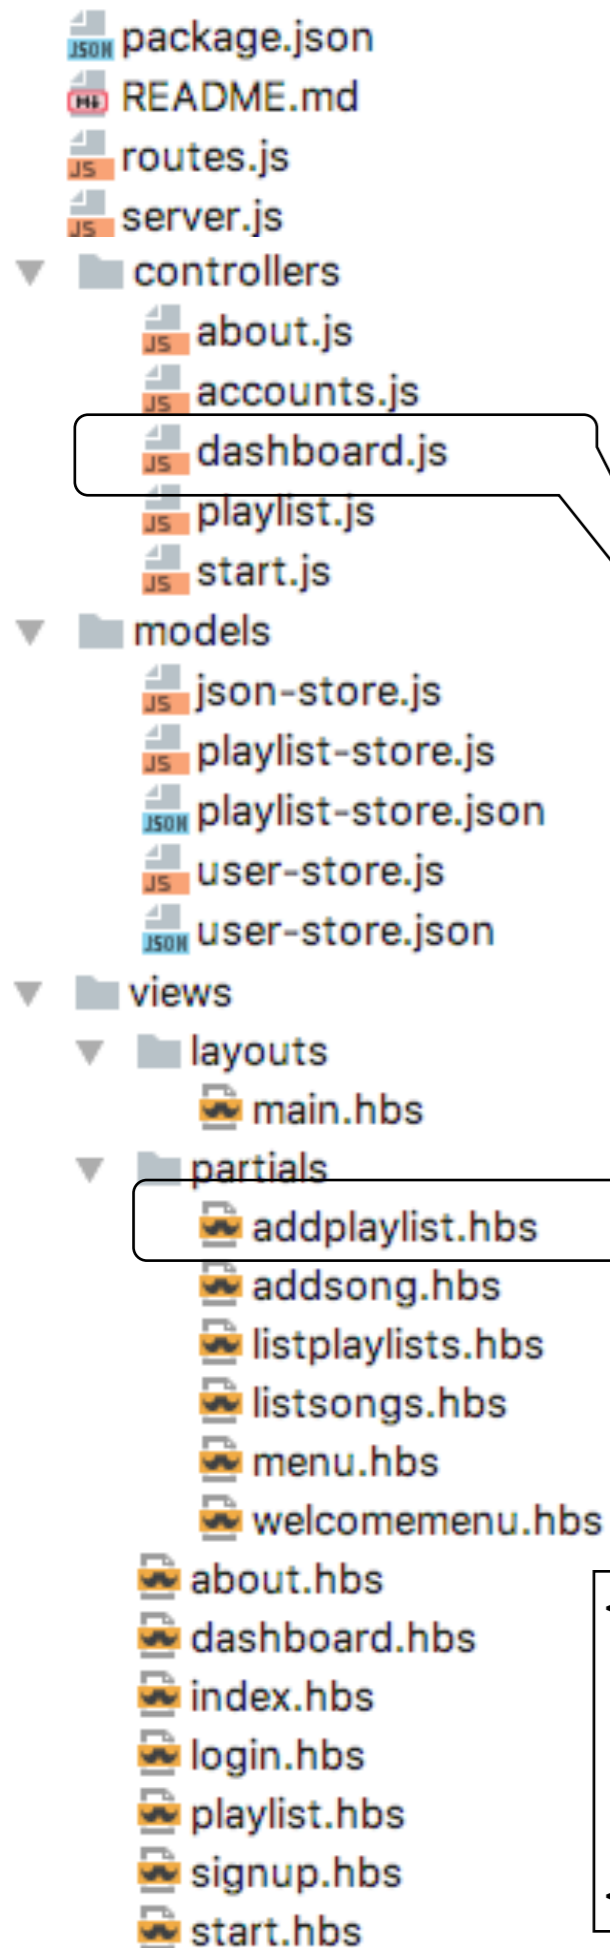 package.json
README.md
routes.js
server.js
controllers
about.js
accounts.js
dashboard.js
playlist.js
start.js
models
json-store.js
playlist-store.js
playlist-store.json
user-store.js
user-store.json
views
layouts
main.hbs
partials
addplaylist.hbs
addsong.hbs
listplaylists.hbs
listsongs.hbs
menu.hbs
welcomemenu.hbs
about.hbs
dashboard.hbs
index.hbs
login.hbs
playlist.hbs
signup.hbs
start.hbs